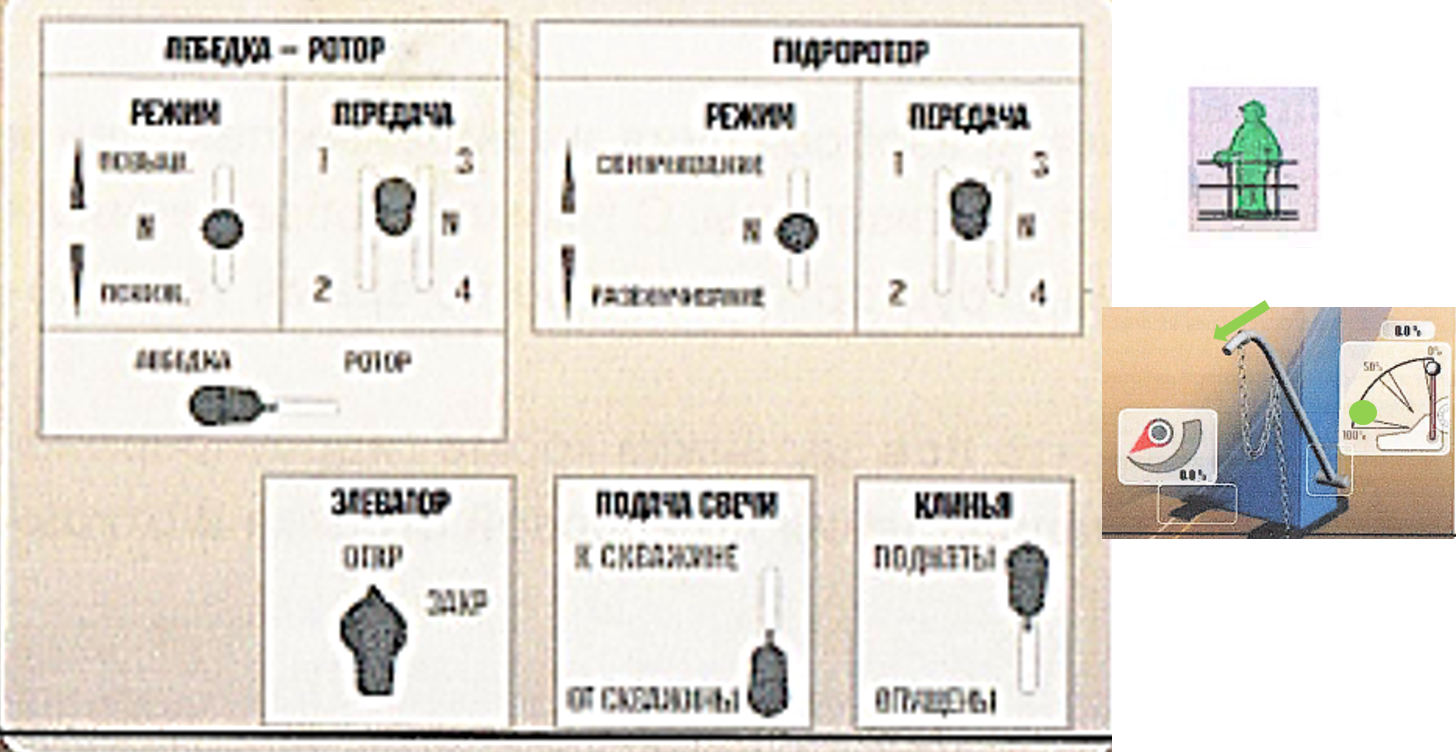 ЛЕБЕДКА – РОТОР
РЕЖИМ
ПЕРЕДАЧА
ПОВЫШ.
N
ПОНИЖ.
1
3
N
2
4
ЛЕБЕДКА
РОТОР
ГИДРОРОТОР
РЕЖИМ
ПЕРЕДАЧА
СВИНЧИВАНИЕ
N
РАЗВИНЧИВАНИЕ
1
3
N
2
4
ЭЛЕВАТОР
ОТКР
ЗАКР
ПОДАЧА СВЕЧИ
К СКВАЖИНЕ
ОТ СКВАЖИНЫ
КЛИНЬЯ
ПОДНЯТЫ
ОПУЩЕНЫ
0.0 %
0%
50%
100%
0.0 %